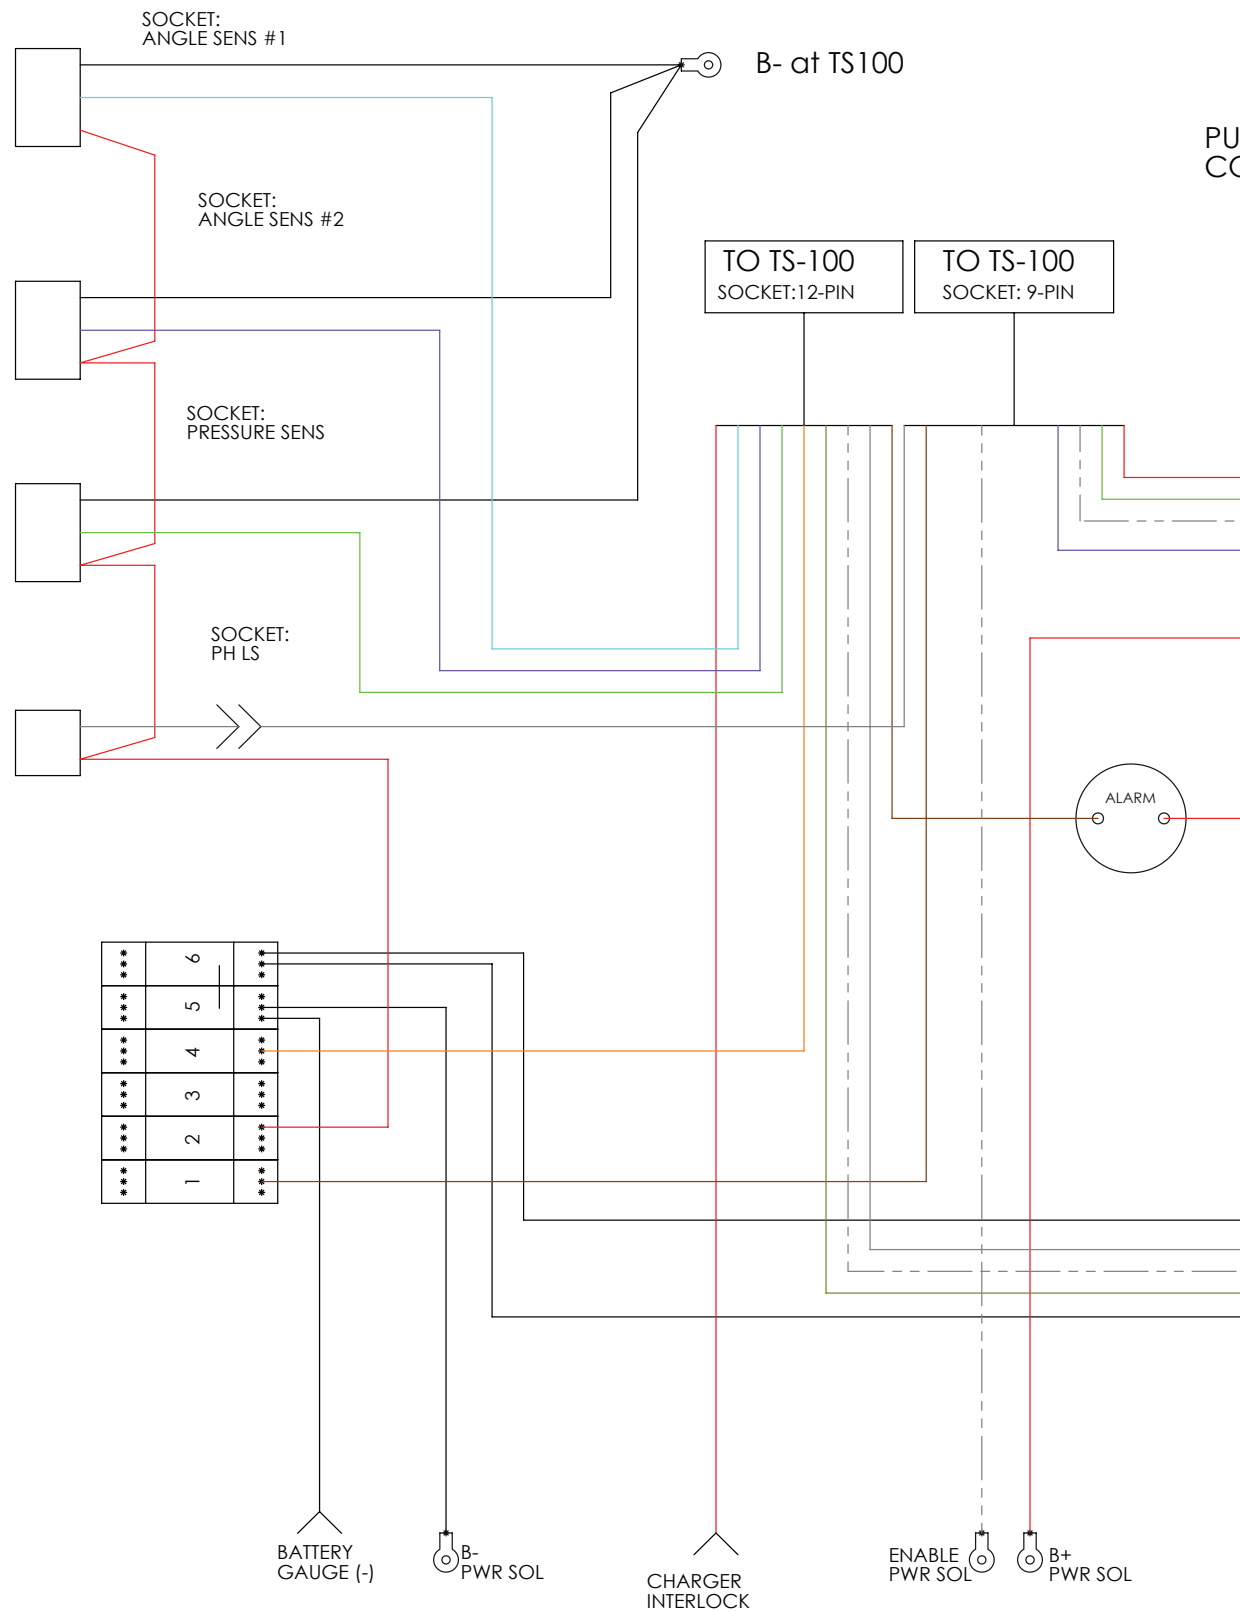 SOCKET:
ANGLE SENS #1
B- at TS100
PU
CO
SOCKET:
ANGLE SENS #2
TO TS-100
SOCKET:12-PIN
TO TS-100
SOCKET: 9-PIN
SOCKET:
PRESSURE SENS
SOCKET:
PH LS
ALARM
6
5
4
3
2
1
BATTERY
GAUGE (-)
B-
PWR SOL
CHARGER
INTERLOCK
ENABLE
PWR SOL
B+
PWR SOL